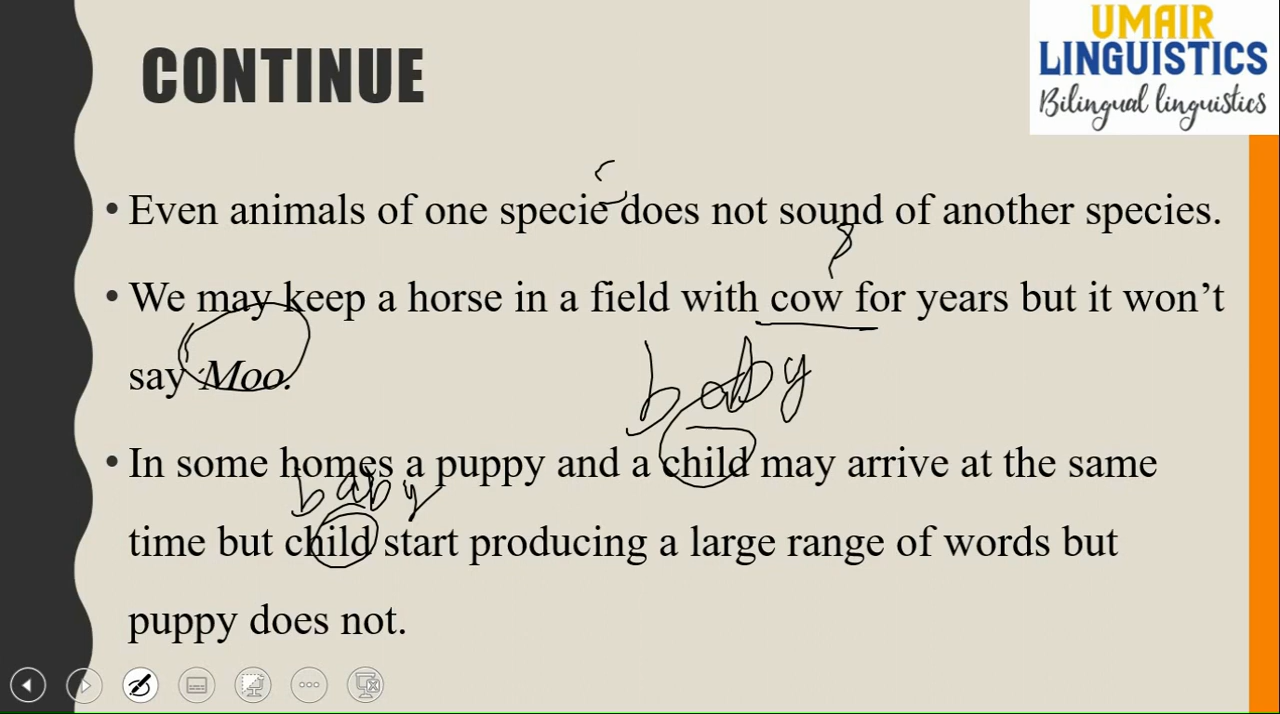 CONTINUE
UMAIR
LINGUISTICS
Bilingual linguistics
• Even animals of one specie does not sound of another species.
• We may keep a horse in a field with cow for years but it won't
say Moo.
baby
• In some homes a puppy and a child may arrive at the same
baby
time but child start producing a large range of words but
puppy does not.